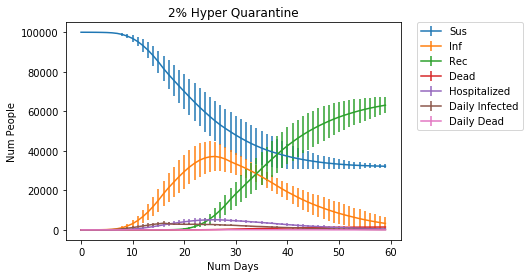 2% Hyper Quarantine
100000
80000
60000
40000
20000
0
Num People
0 10 20 30 40 50 60
Num Days
Sus
Inf
Rec
Dead
Hospitalized
Daily Infected
Daily Dead